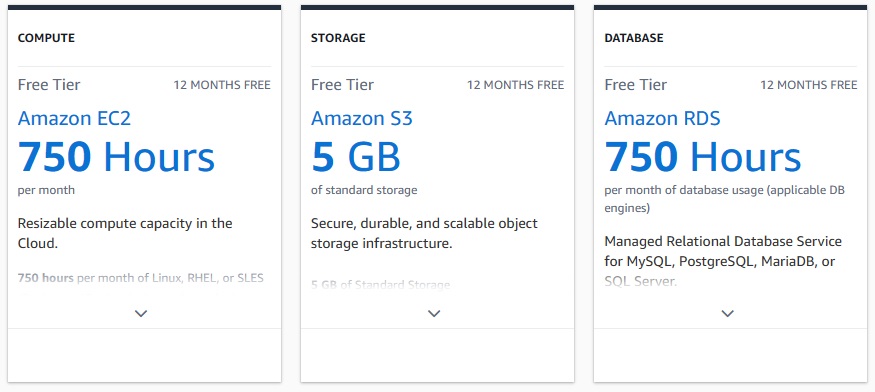 COMPUTE
Free Tier
12 MONTHS FREE
Amazon EC2
750 Hours
per month
Resizable compute capacity in the
Cloud.
750 hours per month of Linux, RHEL, or SLES
STORAGE
Free Tier
12 MONTHS FREE
Amazon S3
5 GB
of standard storage
Secure, durable, and scalable object
storage infrastructure.
5 GB of Standard Storage
DATABASE
Free Tier
12 MONTHS FREE
Amazon RDS
750 Hours
per month of database usage (applicable DB
engines)
Managed Relational Database Service
for MySQL, PostgreSQL, MariaDB, or
SQL Server.